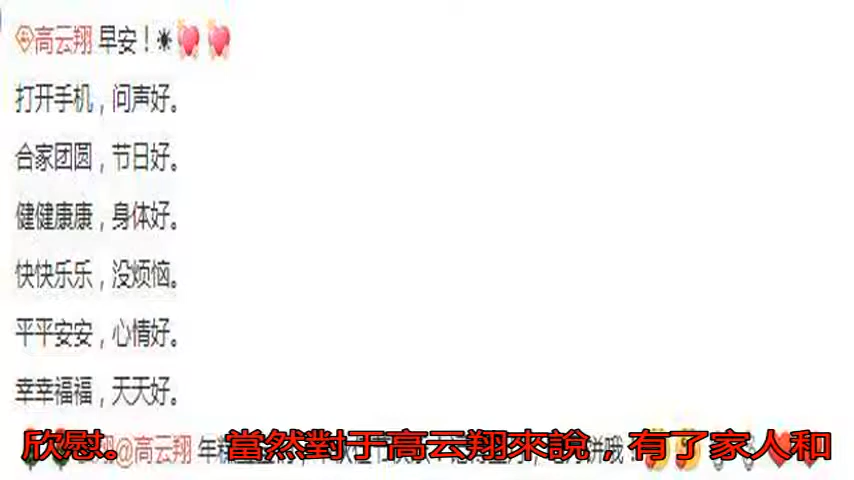 高云翔 早安！
打开手机，问声好。
合家团圆，节日好。
健健康康，身体好。
快快乐乐，没烦恼。
平平安安，心情好。
幸幸福福，天天好。
@高云翔
欣慰。 當然對于高云翔來說，有了家人和